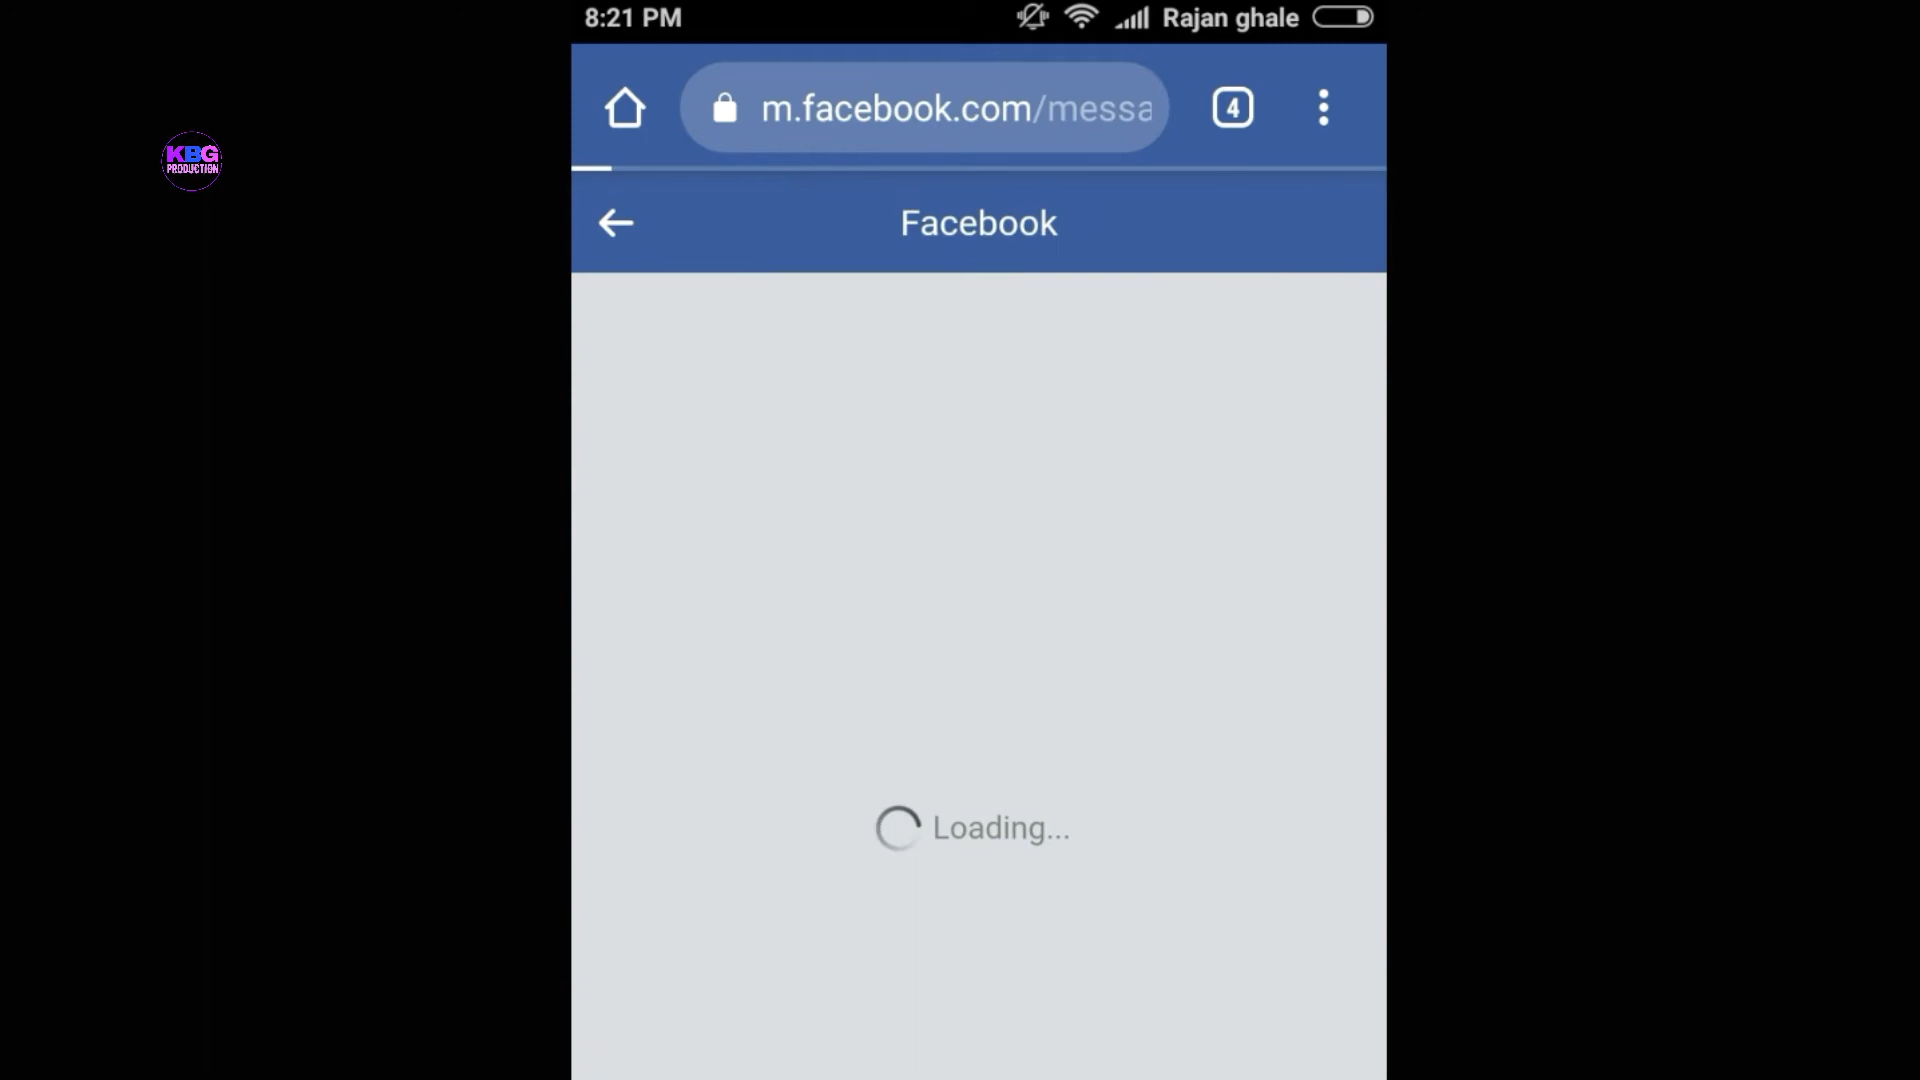 8:21 PM Rajan ghale
m.facebook.com/messa
4
KBG
PRODUCTION
Facebook
Loading...